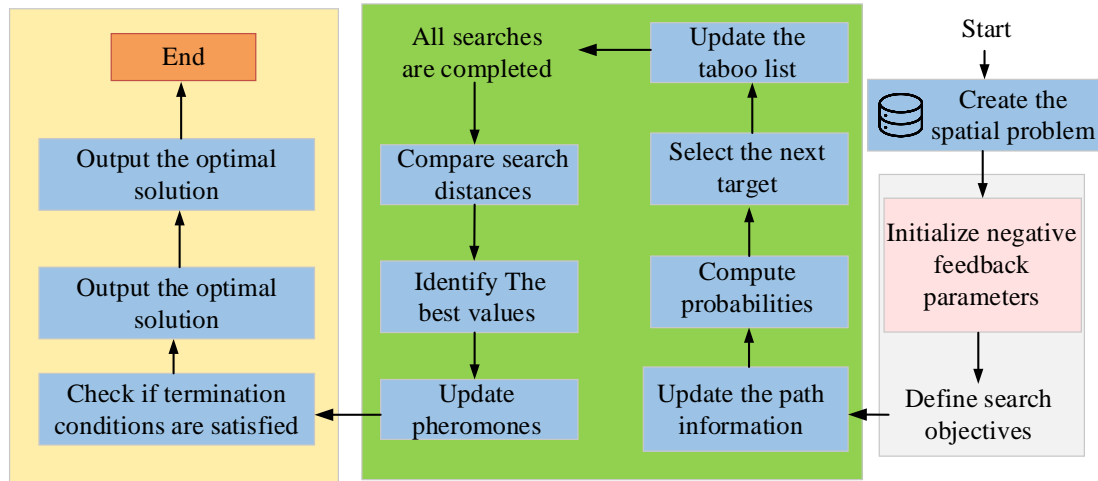 Start
Create the
spatial problem
Initialize negative
feedback
parameters
Define search
objectives
Update the path
information
Compute
probabilities
Select the next
target
Update the
taboo list
All searches
are completed
Compare search
distances
Identify The
best values
Update
pheromones
Check if termination
conditions are satisfied
Output the optimal
solution
Output the optimal
solution
End